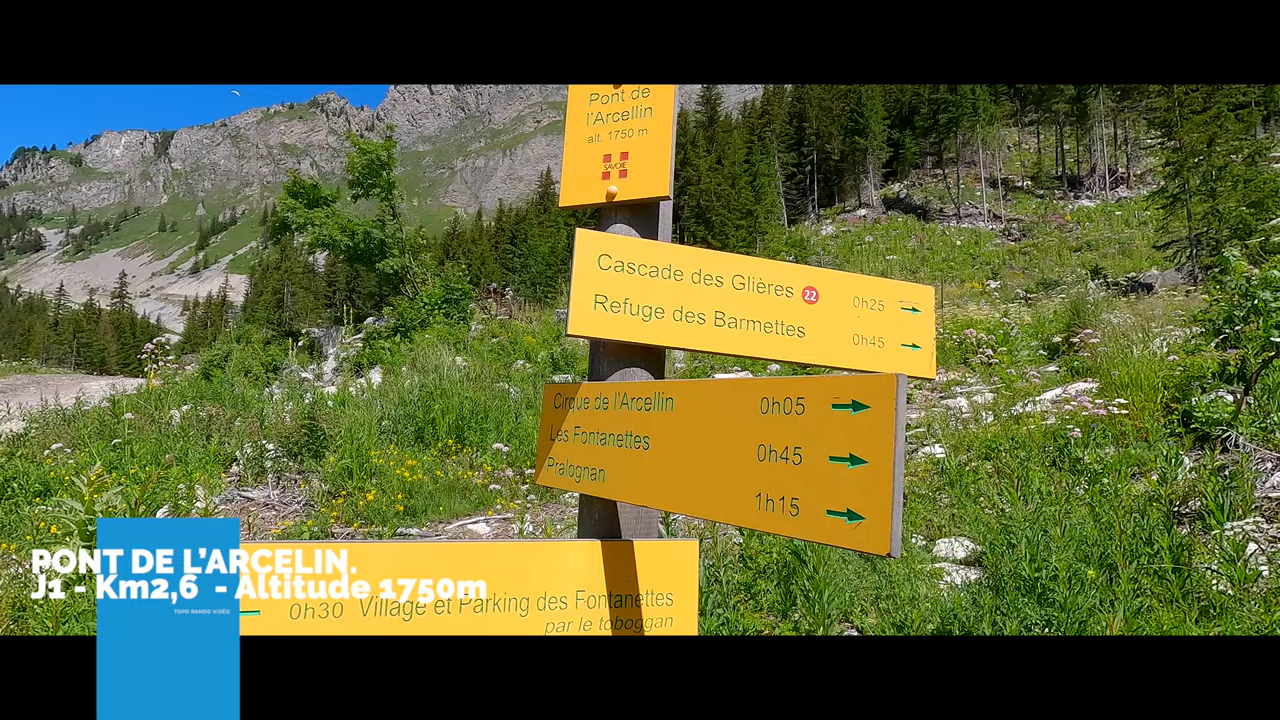 Pont de
l'Arcellin
alt. 1750 m
SAVOIE
Cascade des Glières 22 0h25
Refuge des Barmettes 0h45
Cirque de l'Arcellin 0h05
Les Fontanettes 0h45
Pralognan 1h15
PONT DE L'ARCELIN.
J1 - Km2,6 - Altitude 1750m
TOPO RANDO VIDÉO
0h30 Village et Parking des Fontanettes
par le toboggan